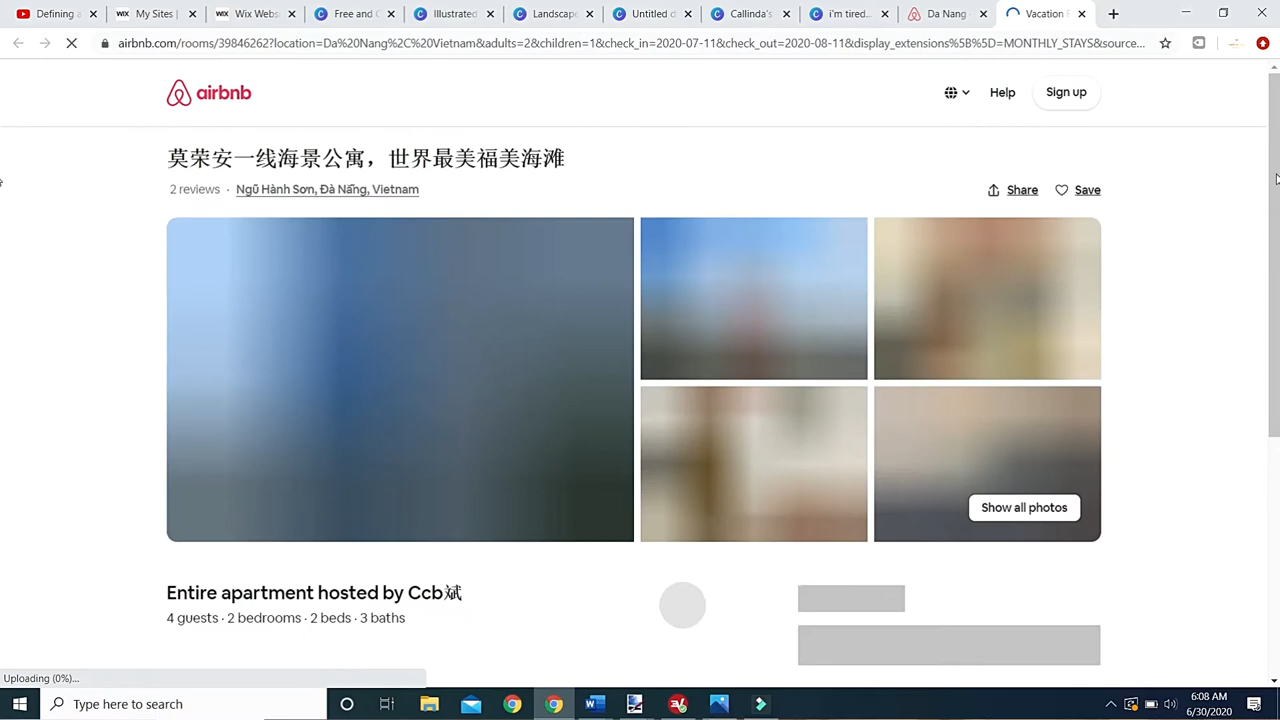 Defining a
My Sites |
WIX
Wix Webs
Free and
Illustrated
Landscape
Untitled d
Callinda's
i'm tired...
Da Nang
Vacation
airbnb.com/rooms/39846262?location=Da%20Nang%2C%20Vietnam&adults=2&children=1&check_in=2020-07-11&check_out=2020-08-11&display_extensions%5B%5D=MONTHLY_STAYS&source...
airbnb
Help
Sign up
莫荣安一线海景公寓，世界最美福美海滩
2 reviews · Ngũ Hành Sơn, Đà Nẵng, Vietnam
Share
Save
Show all photos
Entire apartment hosted by Ccb斌
4 guests · 2 bedrooms · 2 beds · 3 baths
Uploading (0%)...
Type here to search
6:08 AM
6/30/2020